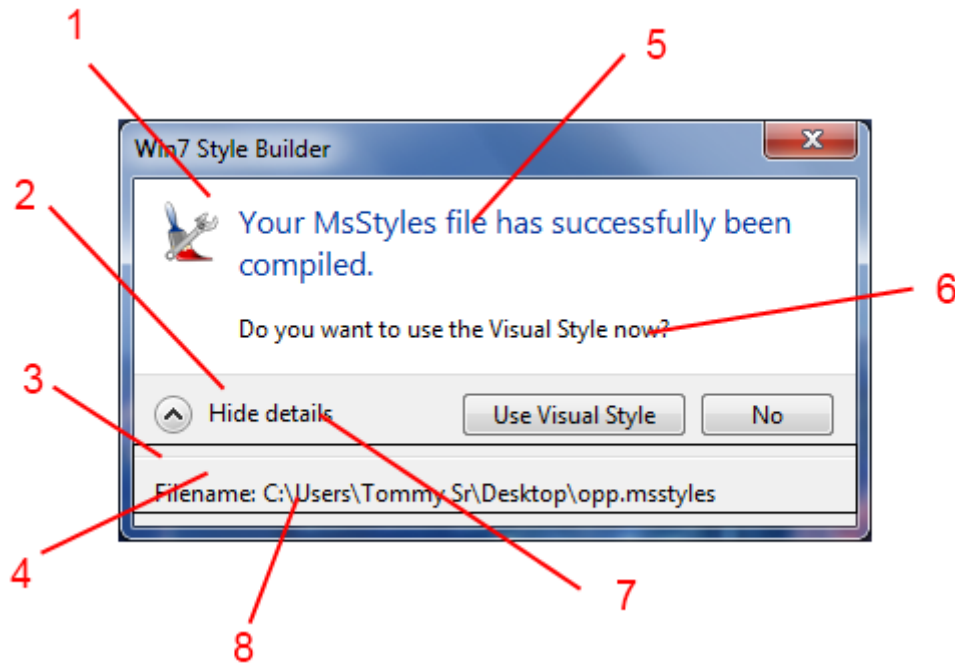 1
5
Win7 Style Builder
2
Your MsStyles file has successfully been
compiled.
6
Do you want to use the Visual Style now?
3
Hide details
Use Visual Style
No
Filename: C:\Users\Tommy Sr\Desktop\opp.msstyles
4
7
8